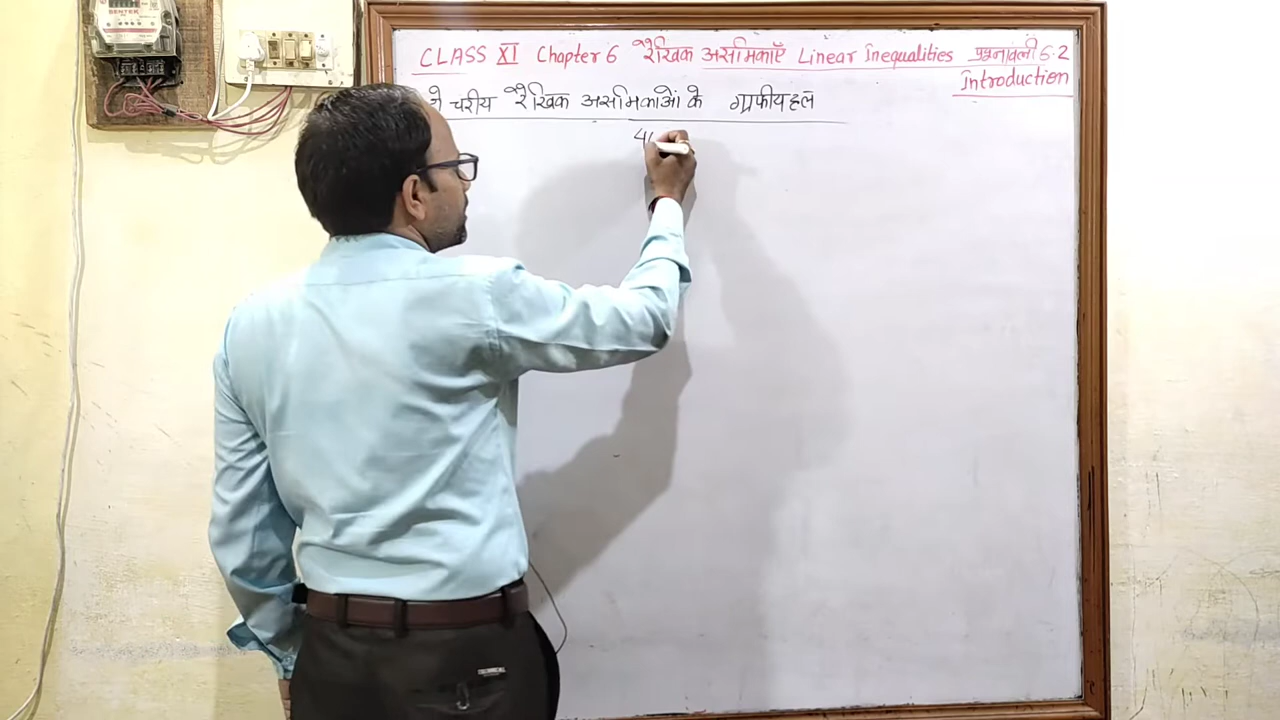 CLASS XI Chapter 6 रैखिक असमिकाएँ Linear Inequalities प्रश्नावली 6.2
Introduction
चरीय रैखिक असमिकाओं के ग्राफीय हल